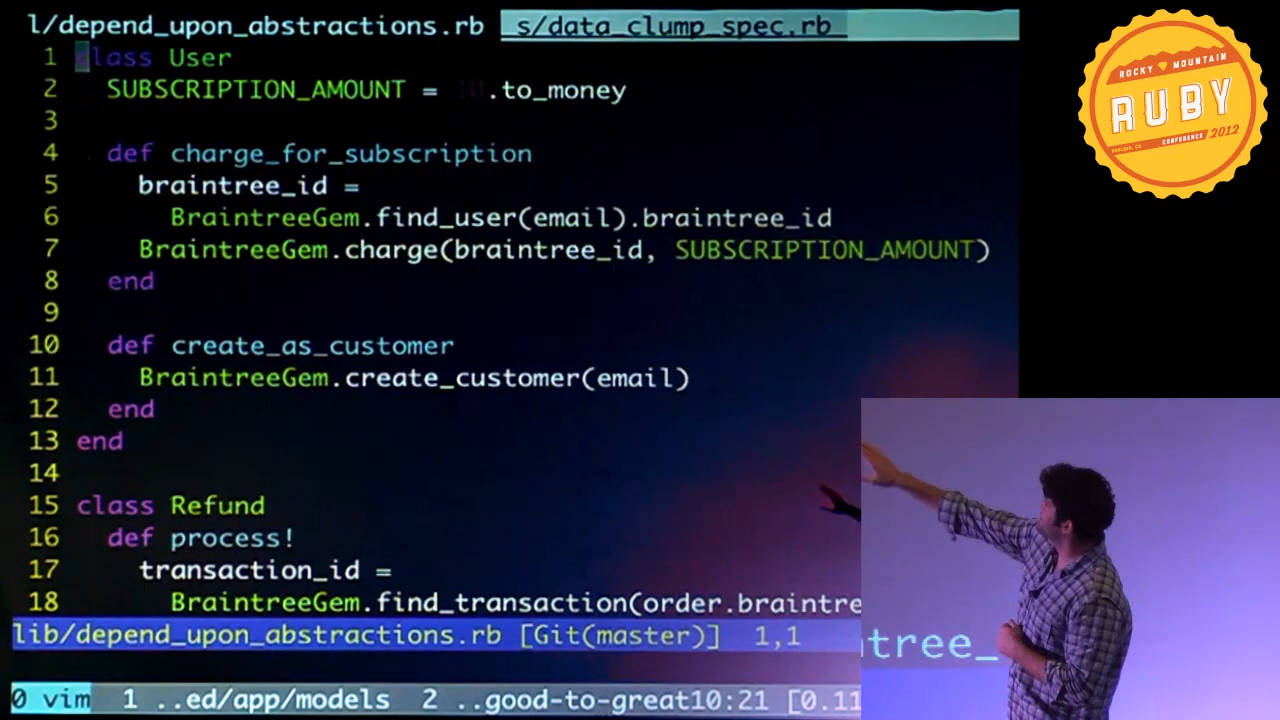 l/depend_upon_abstractions.rb s/data_clump_spec.rb
1 class User
2 SUBSCRIPTION_AMOUNT = .to_money
3
4 def charge_for_subscription
5 braintree_id =
6 BraintreeGem.find_user(email).braintree_id
7 BraintreeGem.charge(braintree_id, SUBSCRIPTION_AMOUNT)
8 end
9
10 def create_as_customer
11 BraintreeGem.create_customer(email)
12 end
13 end
14
15 class Refund
16 def process!
17 transaction_id =
18 BraintreeGem.find_transaction(order.braintre
lib/depend_upon_abstractions.rb [Git(master)] 1,1
0 vim 1 ..ed/app/models 2 ..good-to-great10:21 [0.11
ROCKY MOUNTAIN
RUBY
CONFERENCE 2012
BOULDER, CO
tree_